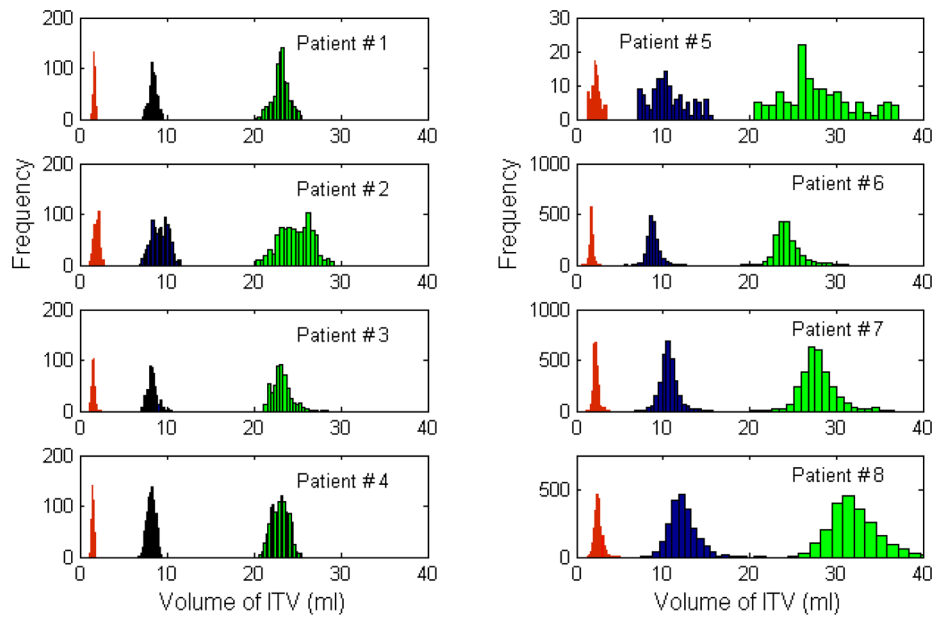 200
100
0
0 10 20 30 40
Patient #1
30
20
10
0
0 10 20 30 40
Patient #5
200
100
0
0 10 20 30 40
Patient #2
1000
500
0
0 10 20 30 40
Patient #6
Frequency
Frequency
200
100
0
0 10 20 30 40
Patient #3
1000
500
0
0 10 20 30 40
Patient #7
200
100
0
0 10 20 30 40
Patient #4
500
0
0 10 20 30 40
Patient #8
Volume of ITV (ml)
Volume of ITV (ml)